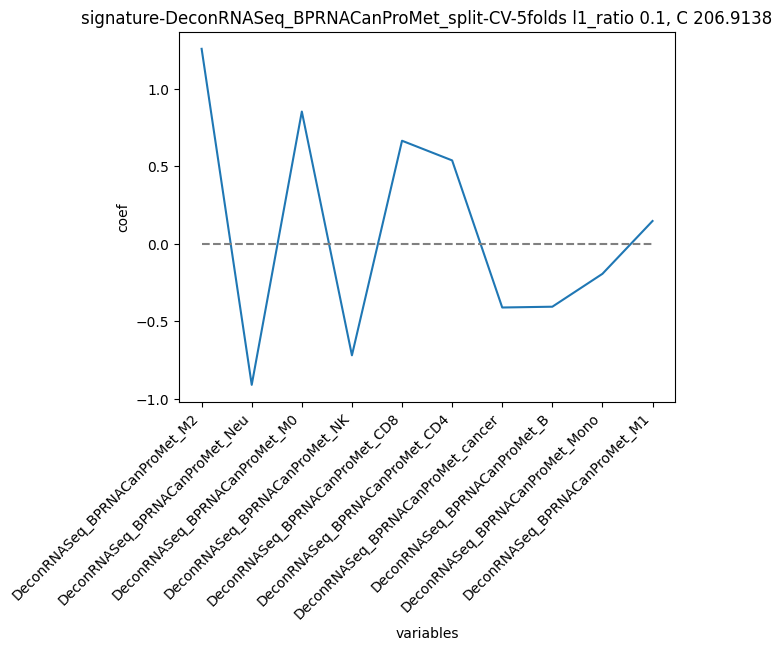 signature-DeconRNASeq_BPRNACanProMet_split-CV-5folds l1_ratio 0.1, C 206.9138
coef
1.0
0.5
0.0
−0.5
−1.0
DeconRNASeq_BPRNACanProMet_M2
DeconRNASeq_BPRNACanProMet_Neu
DeconRNASeq_BPRNACanProMet_M0
DeconRNASeq_BPRNACanProMet_NK
DeconRNASeq_BPRNACanProMet_CD8
DeconRNASeq_BPRNACanProMet_CD4
DeconRNASeq_BPRNACanProMet_cancer
DeconRNASeq_BPRNACanProMet_B
DeconRNASeq_BPRNACanProMet_Mono
DeconRNASeq_BPRNACanProMet_M1
variables